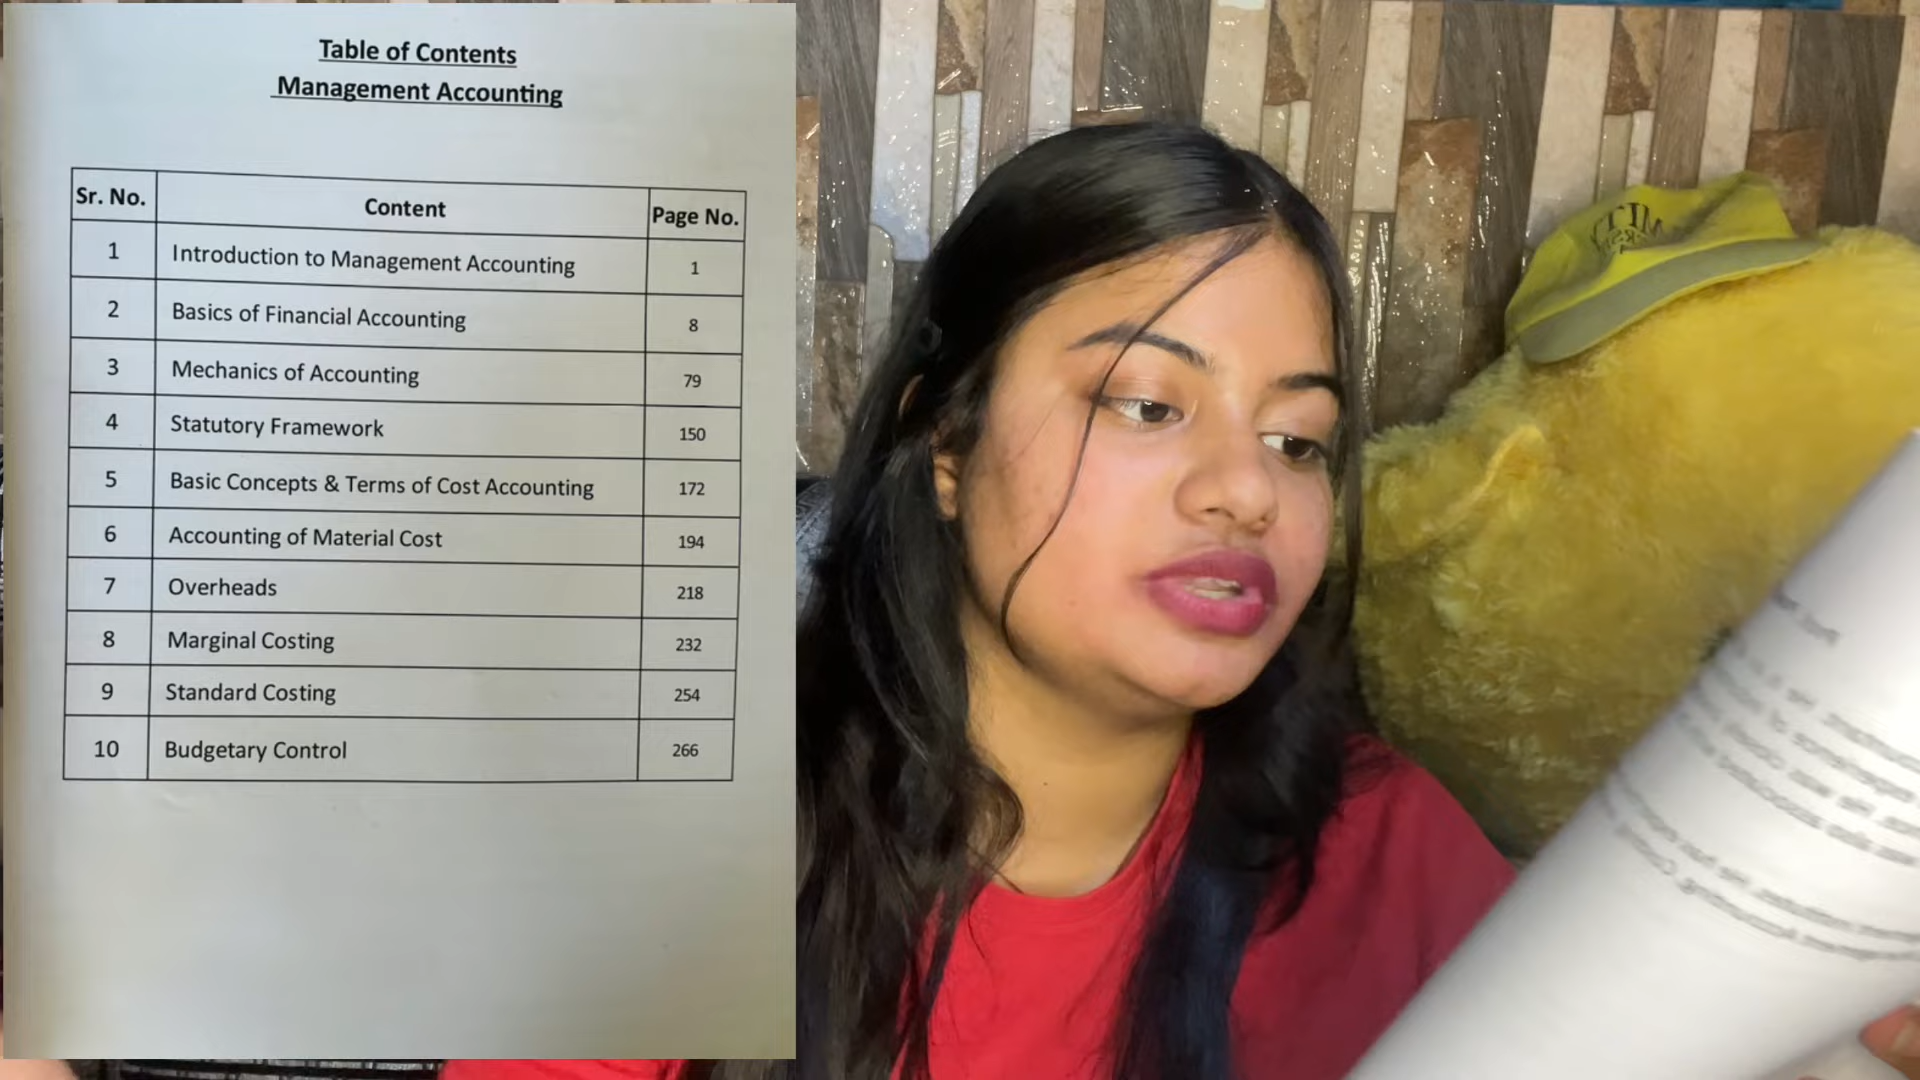 Table of Contents
Management Accounting
Sr. No. Content Page No.
1 Introduction to Management Accounting 1
2 Basics of Financial Accounting 8
3 Mechanics of Accounting 79
4 Statutory Framework 150
5 Basic Concepts & Terms of Cost Accounting 172
6 Accounting of Material Cost 194
7 Overheads 218
8 Marginal Costing 232
9 Standard Costing 254
10 Budgetary Control 266